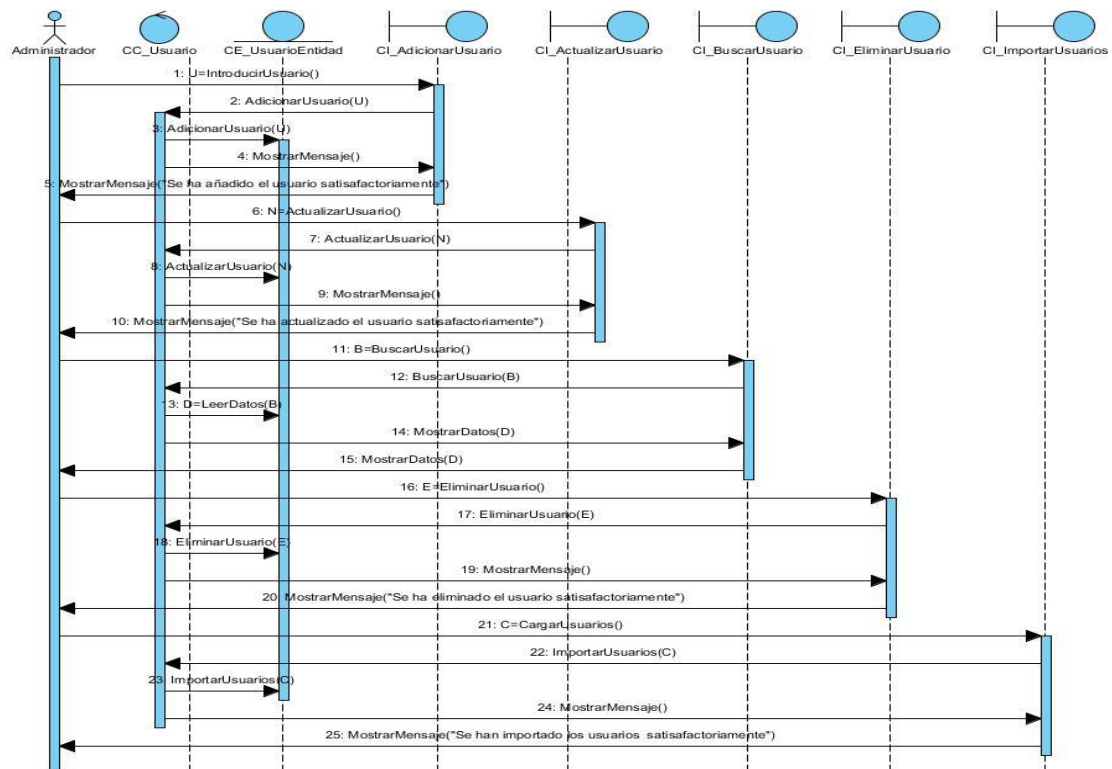 Administrador CC_Usuario CE_UsuarioEntidad CI_AdicionarUsuario CI_ActualizarUsuario CI_BuscarUsuario CI_EliminarUsuario CI_ImportarUsuarios
1: U=IntroducirUsuario()
2: AdicionarUsuario(U)
3: AdicionarUsuario(U)
4: MostrarMensaje()
5: MostrarMensaje("Se ha añadido el usuario satisafactoriamente")
6: N=ActualizarUsuario()
7: ActualizarUsuario(N)
8: ActualizarUsuario(N)
9: MostrarMensaje()
10: MostrarMensaje("Se ha actualizado el usuario satisafactoriamente")
11: B=BuscarUsuario()
12: BuscarUsuario(B)
13: D=LeerDatos(B)
14: MostrarDatos(D)
15: MostrarDatos(D)
16: E=EliminarUsuario()
17: EliminarUsuario(E)
18: EliminarUsuario(E)
19: MostrarMensaje()
20: MostrarMensaje("Se ha eliminado el usuario satisafactoriamente")
21: C=CargarUsuarios()
22: ImportarUsuarios(C)
23: ImportarUsuarios(C)
24: MostrarMensaje()
25: MostrarMensaje("Se han importado los usuarios satisafactoriamente")